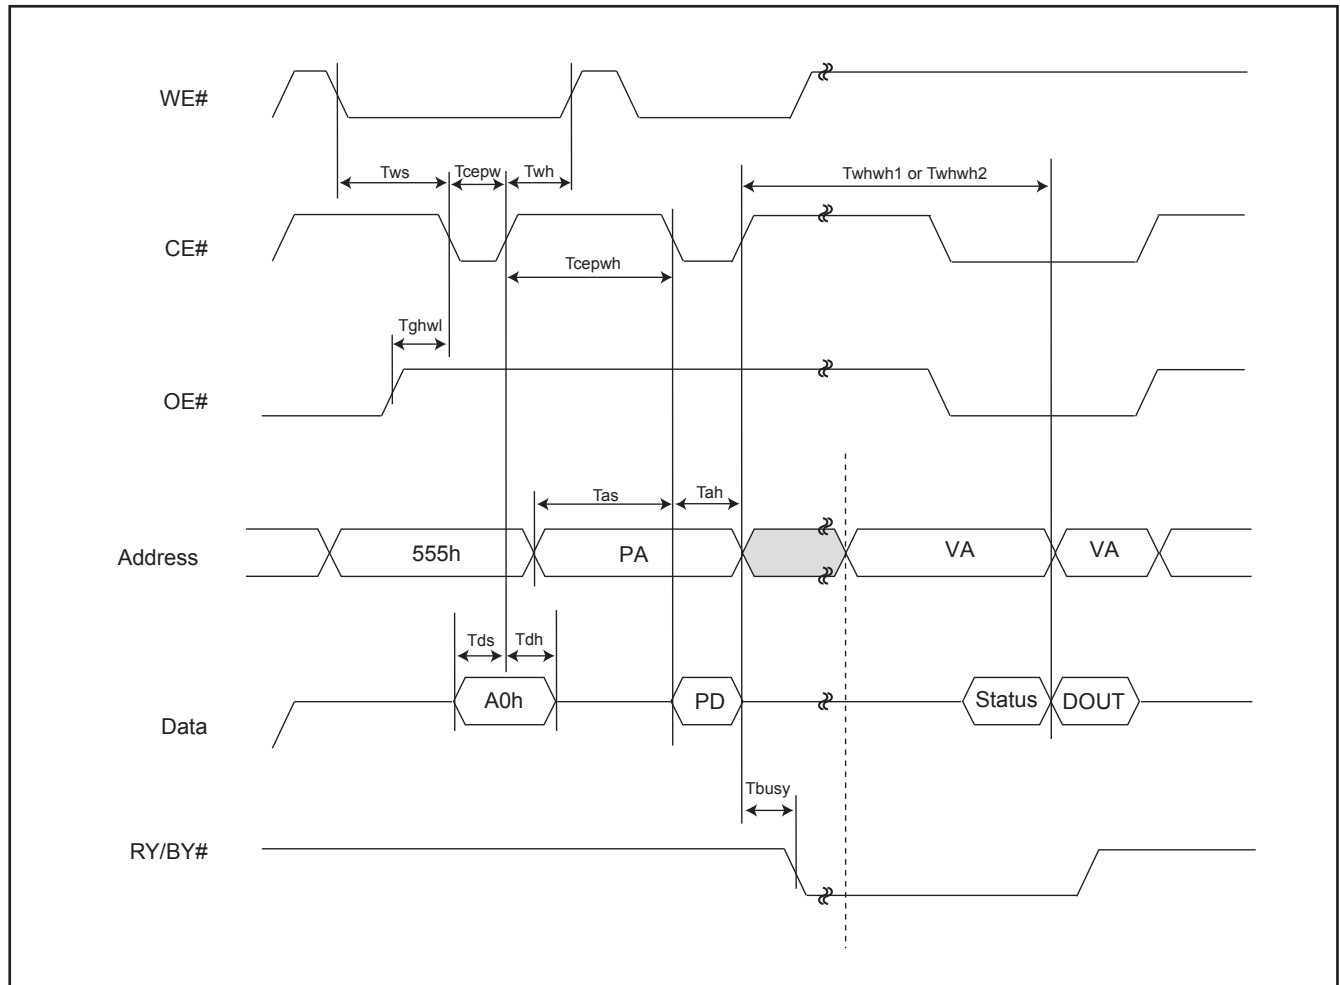 WE#
Tws
Tcepw
Twh
Twhwh1 or Twhwh2
CE#
Tcepwh
Tghwl
OE#
Tas
Tah
Address
555h
PA
VA
VA
Tds
Tdh
Data
A0h
PD
Status
DOUT
Tbusy
RY/BY#